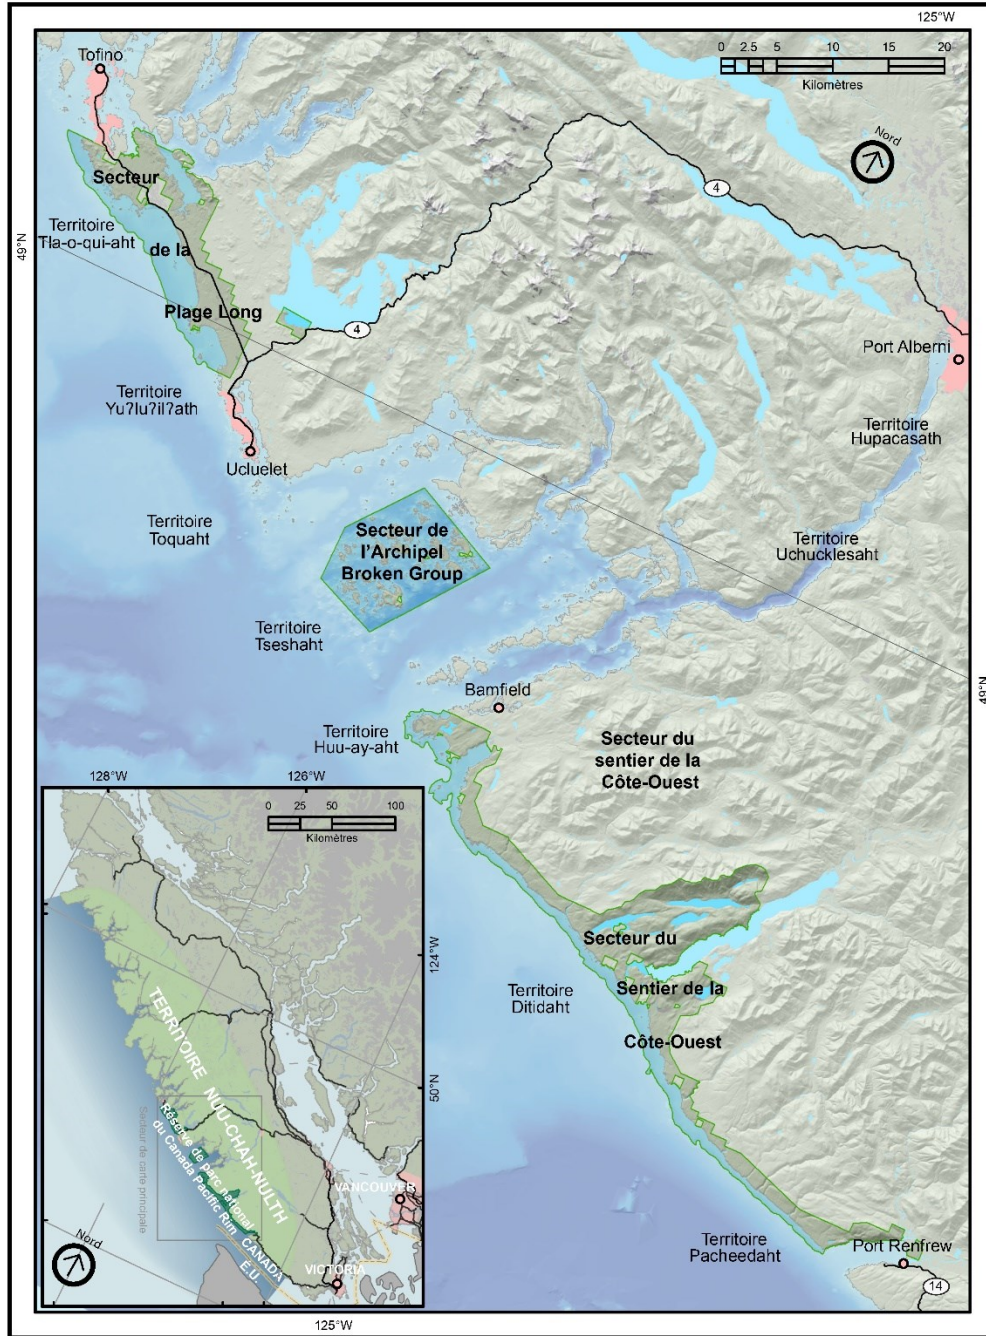 125°W
Tofino
0 2.5 5 10 15 20
Kilomètres
Nord
Secteur
4
Territoire
Tla-o-qui-aht
49°N
de la
Plage Long
4
Port Alberni
Territoire
Yu?lu?il?ath
Territoire
Hupacasath
Ucluelet
Territoire
Toquaht
Secteur de
l'Archipel
Broken Group
Territoire
Uchucklesaht
Territoire
Tseshaht
49°N
Bamfield
Territoire
Huu-ay-aht
Secteur du
sentier de la
Côte-Ouest
128°W
126°W
0 25 50 100
Kilomètres
Secteur du
124°W
Sentier de la
Territoire
Ditidaht
Côte-Ouest
50°N
TERRITOIRE NUU-CHAH-NULTH
Secteur de carte principale
Réserve de parc national
du Canada Pacific Rim
CANADA
É.U.
VANCOUVER
VICTORIA
Nord
Territoire
Pacheedaht
Port Renfrew
14
125°W